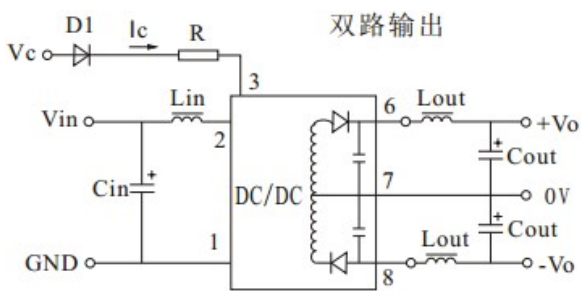 双路输出
D1 Ic R
Vc
3
Lin 6 Lout
Vin +Vo
2
+ + Cout
Cin DC/DC 7 0V
+
1 Lout Cout
GND 8 -Vo